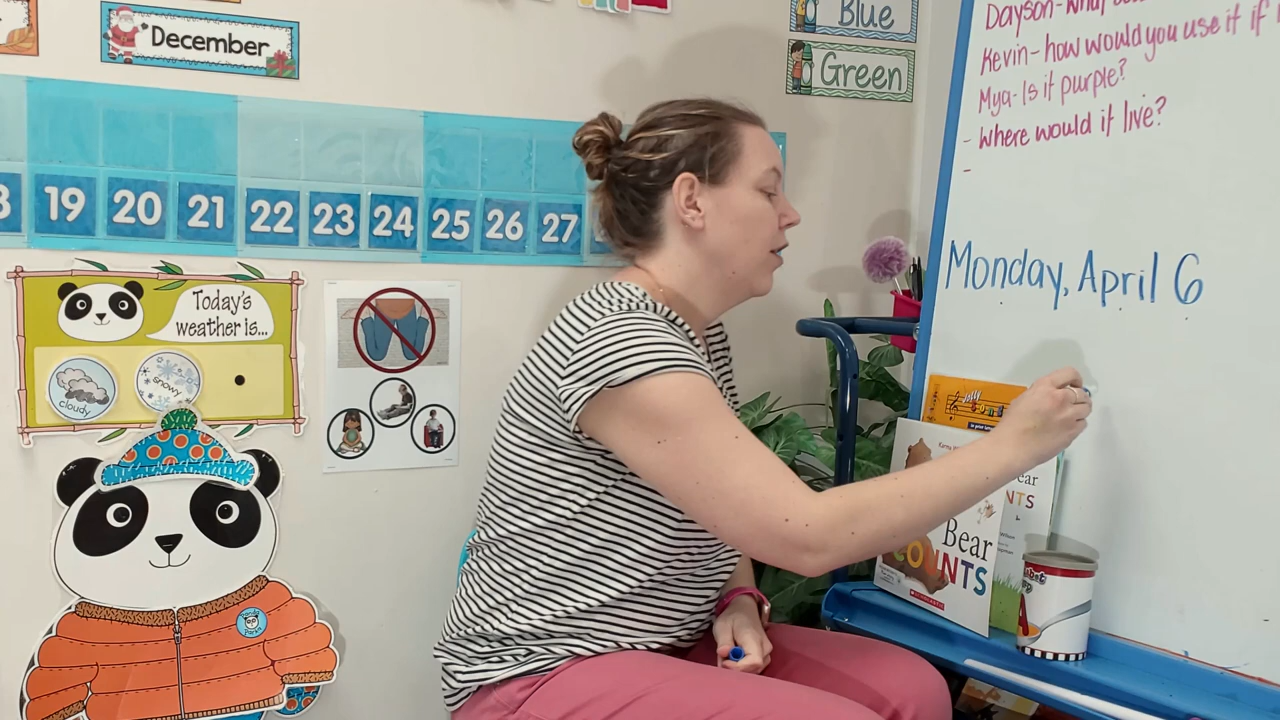 December
Blue
Green
19 20 21 22 23 24 25 26 27
Today's
weather is...
cloudy
snowy
Dayson-
Kevin- how would you use it if
Mya- Is it purple?
- Where would it live?
-
Monday, April 6
Jolly
Bear
COUNTS
SCHOLASTIC